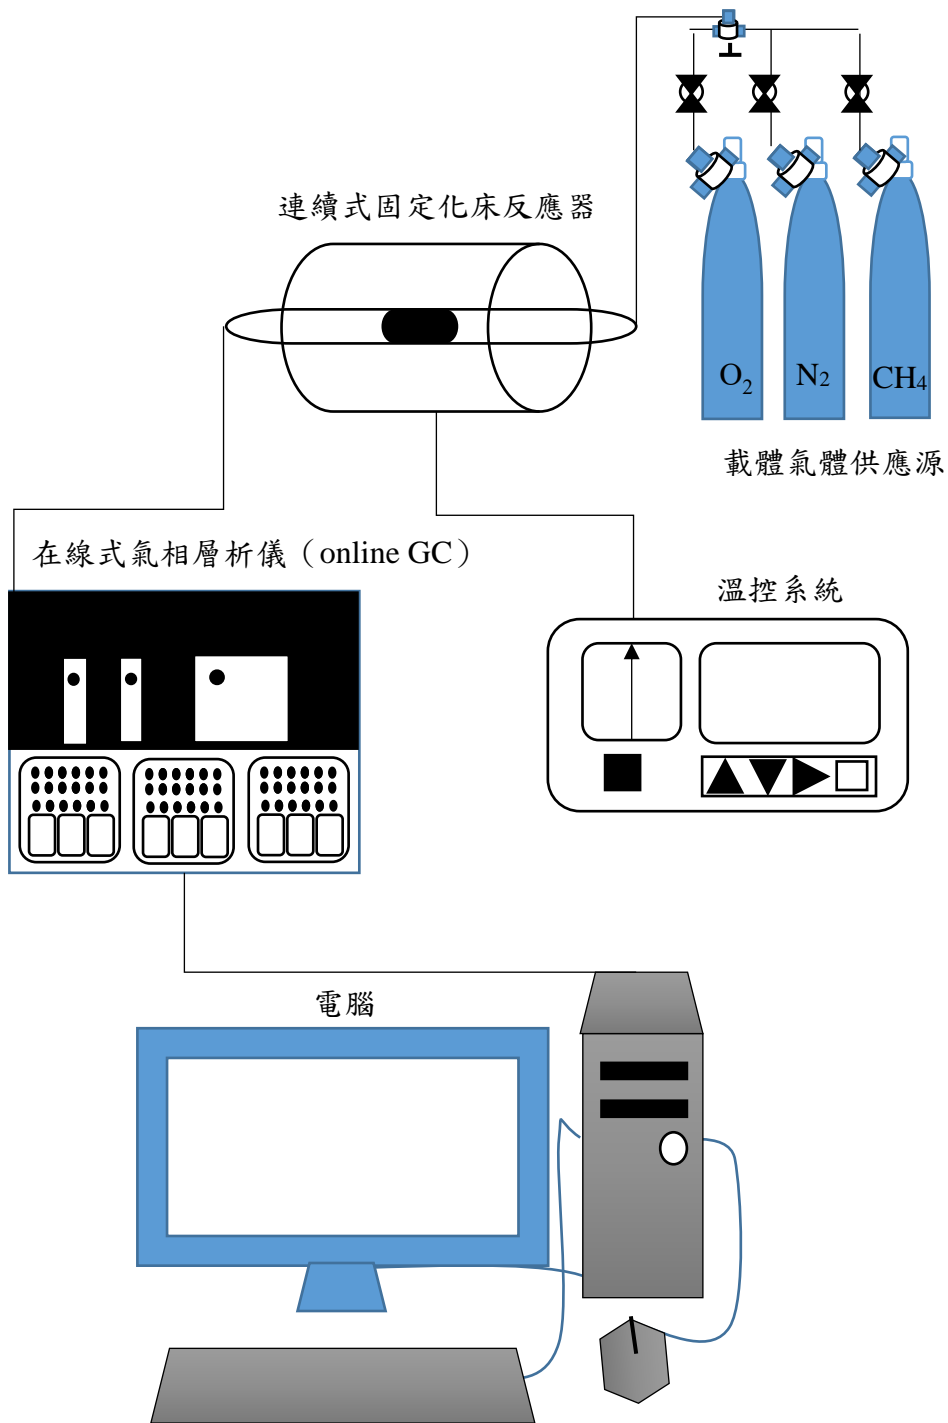 連續式固定化床反應器
O₂
N₂
CH₄
載體氣體供應源
在線式氣相層析儀（online GC）
溫控系統
電腦